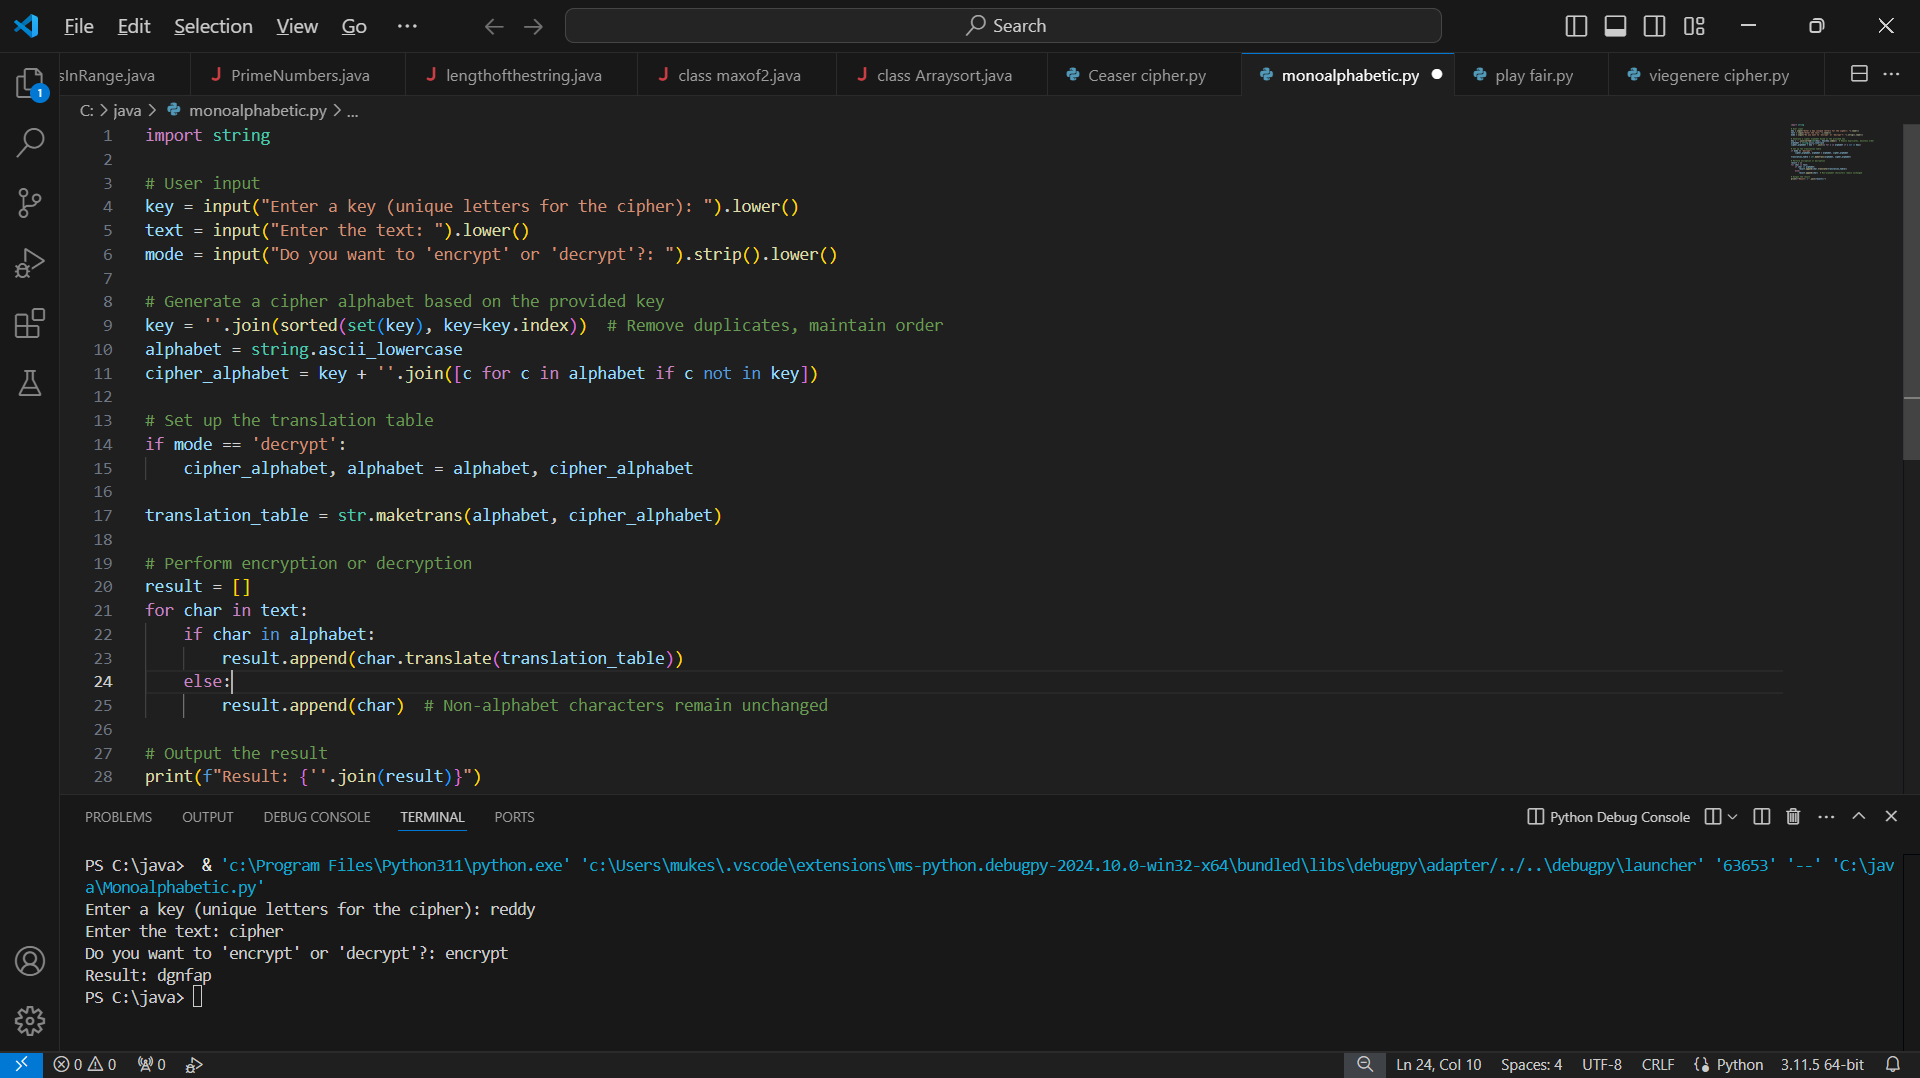 File Edit Selection View Go ··· Search
sInRange.java PrimeNumbers.java lengthofthestring.java class maxof2.java class Arraysort.java Ceaser cipher.py monoalphabetic.py play fair.py viegenere cipher.py
C: > java > monoalphabetic.py > ...
1 import string
2
3 # User input
4 key = input("Enter a key (unique letters for the cipher): ").lower()
5 text = input("Enter the text: ").lower()
6 mode = input("Do you want to 'encrypt' or 'decrypt'?: ").strip().lower()
7
8 # Generate a cipher alphabet based on the provided key
9 key = ''.join(sorted(set(key), key=key.index)) # Remove duplicates, maintain order
10 alphabet = string.ascii_lowercase
11 cipher_alphabet = key + ''.join([c for c in alphabet if c not in key])
12
13 # Set up the translation table
14 if mode == 'decrypt':
15 cipher_alphabet, alphabet = alphabet, cipher_alphabet
16
17 translation_table = str.maketrans(alphabet, cipher_alphabet)
18
19 # Perform encryption or decryption
20 result = []
21 for char in text:
22 if char in alphabet:
23 result.append(char.translate(translation_table))
24 else:
25 result.append(char) # Non-alphabet characters remain unchanged
26
27 # Output the result
28 print(f"Result: {''.join(result)}")
PROBLEMS OUTPUT DEBUG CONSOLE TERMINAL PORTS Python Debug Console
PS C:\java> & 'c:\Program Files\Python311\python.exe' 'c:\Users\mukes\.vscode\extensions\ms-python.debugpy-2024.10.0-win32-x64\bundled\libs\debugpy\adapter/../..\debugpy\launcher' '63653' '--' 'C:\jav
a\Monoalphabetic.py'
Enter a key (unique letters for the cipher): reddy
Enter the text: cipher
Do you want to 'encrypt' or 'decrypt'?: encrypt
Result: dgnfap
PS C:\java>
1
0 0 0 Ln 24, Col 10 Spaces: 4 UTF-8 CRLF Python 3.11.5 64-bit